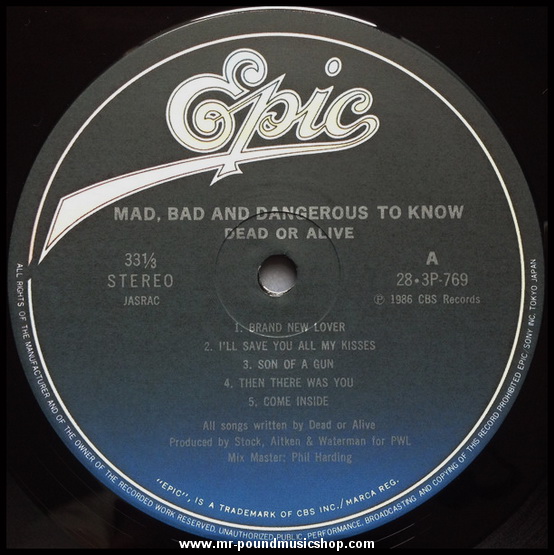 Epic
MAD, BAD AND DANGEROUS TO KNOW
DEAD OR ALIVE
33⅓
STEREO
JASRAC
A
28・3P-769
Ⓟ 1986 CBS Records
1. BRAND NEW LOVER
2. I'LL SAVE YOU ALL MY KISSES
3. SON OF A GUN
4. THEN THERE WAS YOU
5. COME INSIDE
All songs written by Dead or Alive
Produced by Stock, Aitken & Waterman for PWL
Mix Master; Phil Harding
"EPIC", IS A TRADEMARK OF CBS INC./MARCA REG.
ALL RIGHTS OF THE MANUFACTURER AND OF THE OWNER OF THE RECORDED WORK RESERVED. UNAUTHORIZED PUBLIC PERFORMANCE, BROADCASTING AND COPYING OF THIS RECORD PROHIBITED EPIC/SONY INC. TOKYO JAPAN
www.mr-poundmusicshop.com